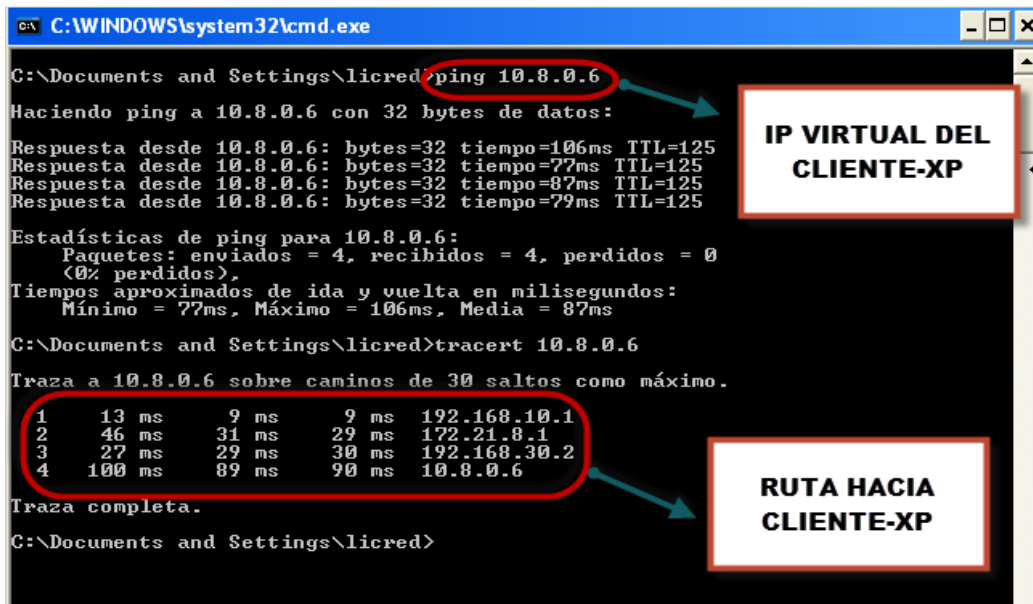 C:\WINDOWS\system32\cmd.exe
C:\Documents and Settings\licred>ping 10.8.0.6
Haciendo ping a 10.8.0.6 con 32 bytes de datos:
Respuesta desde 10.8.0.6: bytes=32 tiempo=106ms TTL=125
Respuesta desde 10.8.0.6: bytes=32 tiempo=77ms TTL=125
Respuesta desde 10.8.0.6: bytes=32 tiempo=87ms TTL=125
Respuesta desde 10.8.0.6: bytes=32 tiempo=79ms TTL=125
Estadísticas de ping para 10.8.0.6:
Paquetes: enviados = 4, recibidos = 4, perdidos = 0
(0% perdidos),
Tiempos aproximados de ida y vuelta en milisegundos:
Mínimo = 77ms, Máximo = 106ms, Media = 87ms
C:\Documents and Settings\licred>tracert 10.8.0.6
Traza a 10.8.0.6 sobre caminos de 30 saltos como máximo.
1 13 ms 9 ms 9 ms 192.168.10.1
2 46 ms 31 ms 29 ms 172.21.8.1
3 27 ms 29 ms 30 ms 192.168.30.2
4 100 ms 89 ms 90 ms 10.8.0.6
Traza completa.
C:\Documents and Settings\licred>
IP VIRTUAL DEL
CLIENTE-XP
RUTA HACIA
CLIENTE-XP